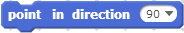 point in direction 90